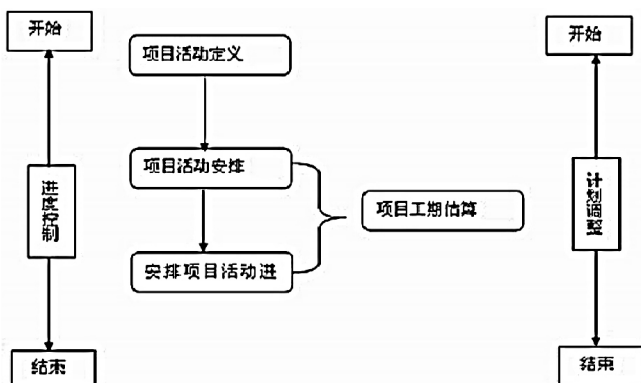 开始
项目活动定义
项目活动安排
安排项目活动进
项目工期估算
进度控制
结束
开始
计划调整
结束